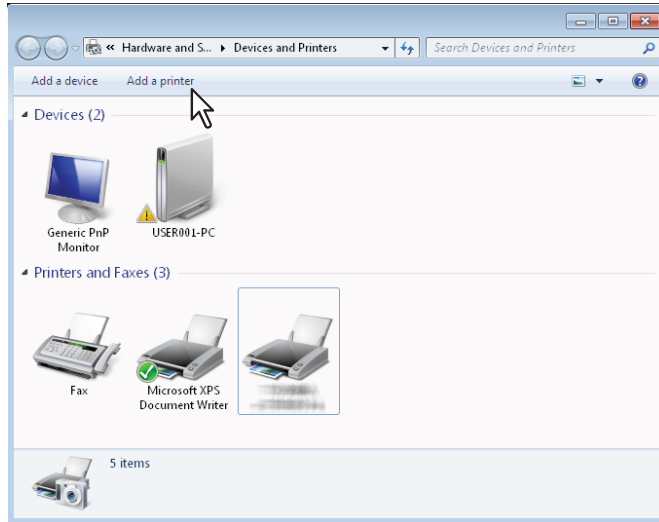 « Hardware and S... ▸ Devices and Printers
Search Devices and Printers
Add a device Add a printer
Devices (2)
Generic PnP
Monitor
USER001-PC
Printers and Faxes (3)
Fax
Microsoft XPS
Document Writer
5 items